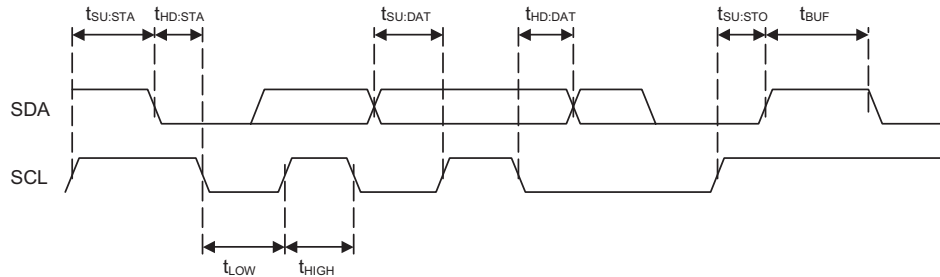 tSU:STA tHD:STA tSU:DAT tHD:DAT tSU:STO tBUF
SDA
SCL
tLOW tHIGH